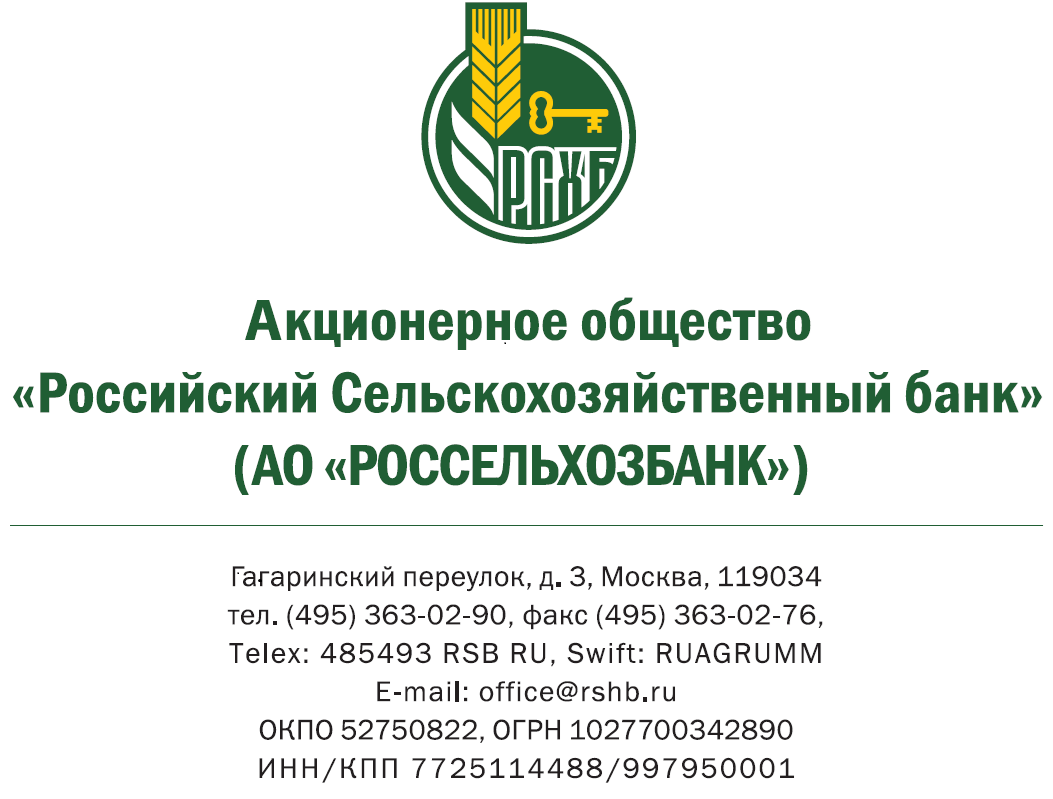 РСХБ
Акционерное общество
«Российский Сельскохозяйственный банк»
(АО «РОССЕЛЬХОЗБАНК»)
Гагаринский переулок, д. 3, Москва, 119034
тел. (495) 363-02-90, факс (495) 363-02-76,
Telex: 485493 RSB RU, Swift: RUAGRUMM
E-mail: office@rshb.ru
ОКПО 52750822, ОГРН 1027700342890
ИНН/КПП 7725114488/997950001